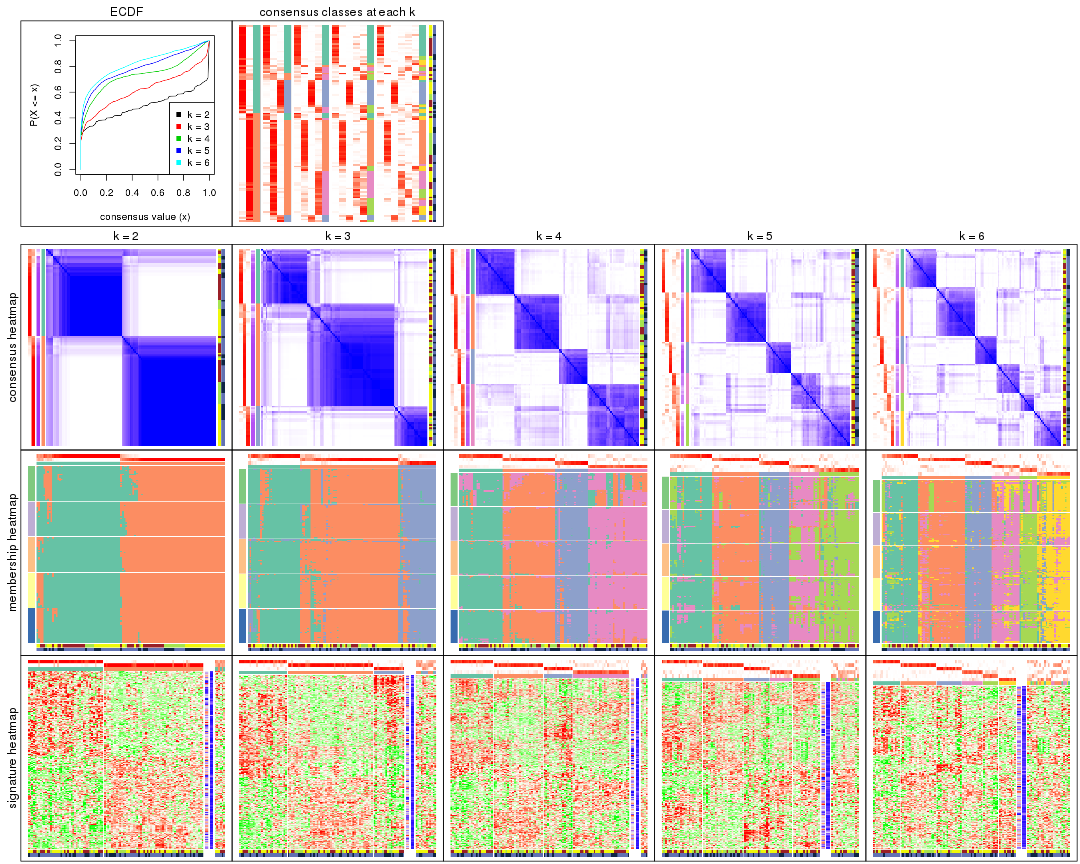 ECDF
consensus classes at each k
P(X <= x)
0.0
0.2
0.4
0.6
0.8
1.0
k = 2
k = 3
k = 4
k = 5
k = 6
0.0 0.2 0.4 0.6 0.8 1.0
consensus value (x)
k = 2
k = 3
k = 4
k = 5
k = 6
consensus heatmap
membership heatmap
signature heatmap